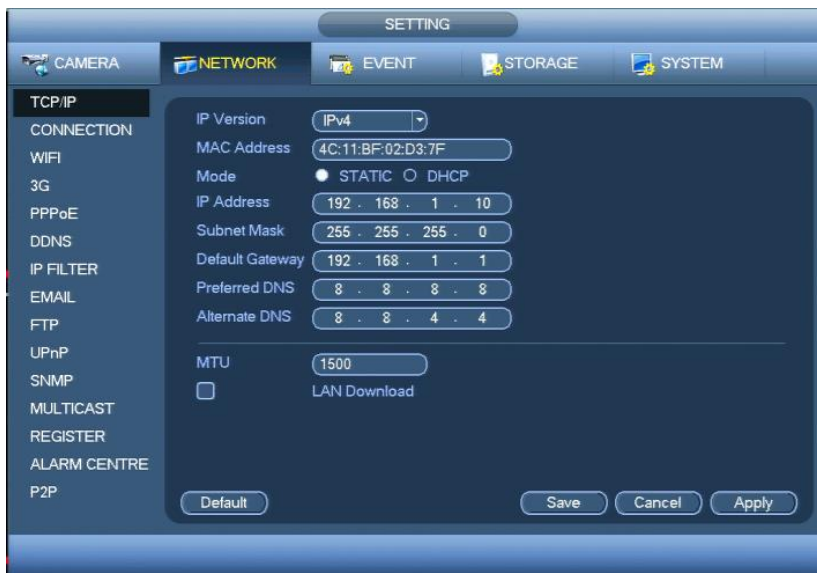 SETTING
CAMERA NETWORK EVENT STORAGE SYSTEM
TCP/IP
CONNECTION
WIFI
3G
PPPoE
DDNS
IP FILTER
EMAIL
FTP
UPnP
SNMP
MULTICAST
REGISTER
ALARM CENTRE
P2P
IP Version IPv4
MAC Address 4C:11:BF:02:D3:7F
Mode STATIC DHCP
IP Address 192 . 168 . 1 . 10
Subnet Mask 255 . 255 . 255 . 0
Default Gateway 192 . 168 . 1 . 1
Preferred DNS 8 . 8 . 8 . 8
Alternate DNS 8 . 8 . 4 . 4
MTU 1500
LAN Download
Default Save Cancel Apply